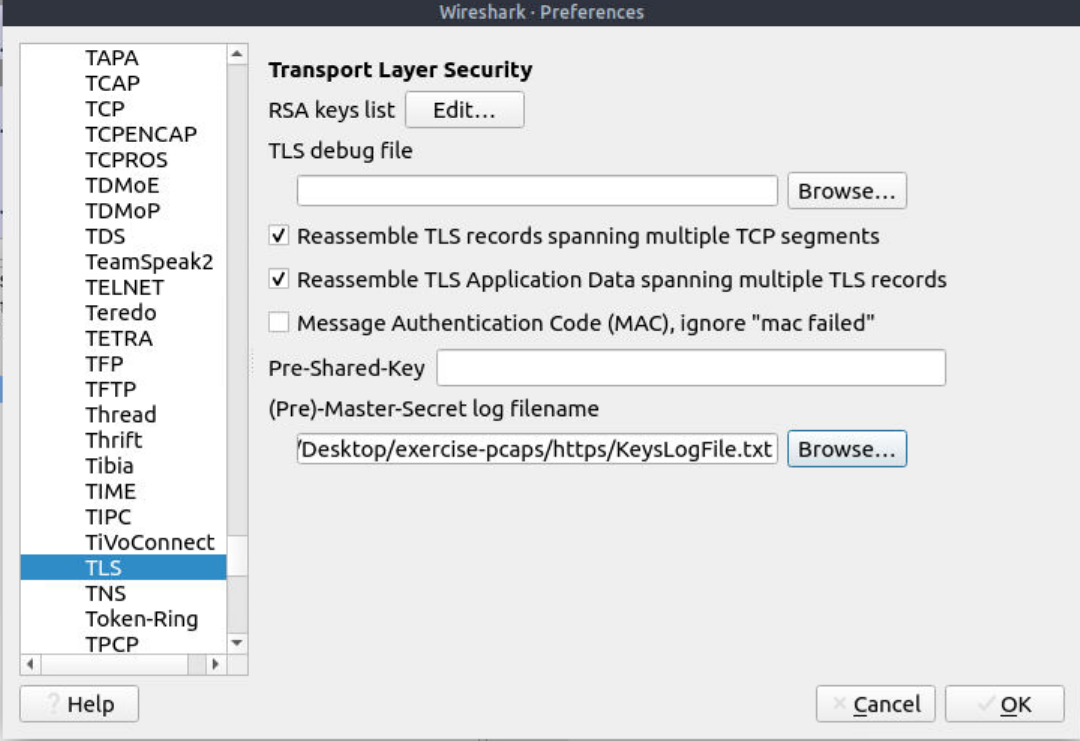 Wireshark · Preferences
TAPA
TCAP
TCP
TCPENCAP
TCPROS
TDMoE
TDMoP
TDS
TeamSpeak2
TELNET
Teredo
TETRA
TFP
TFTP
Thread
Thrift
Tibia
TIME
TIPC
TiVoConnect
TLS
TNS
Token-Ring
TPCP
Transport Layer Security
RSA keys list Edit…
TLS debug file
Browse…
Reassemble TLS records spanning multiple TCP segments
Reassemble TLS Application Data spanning multiple TLS records
Message Authentication Code (MAC), ignore "mac failed"
Pre-Shared-Key
(Pre)-Master-Secret log filename
/Desktop/exercise-pcaps/https/KeysLogFile.txt Browse…
? Help
Cancel
OK